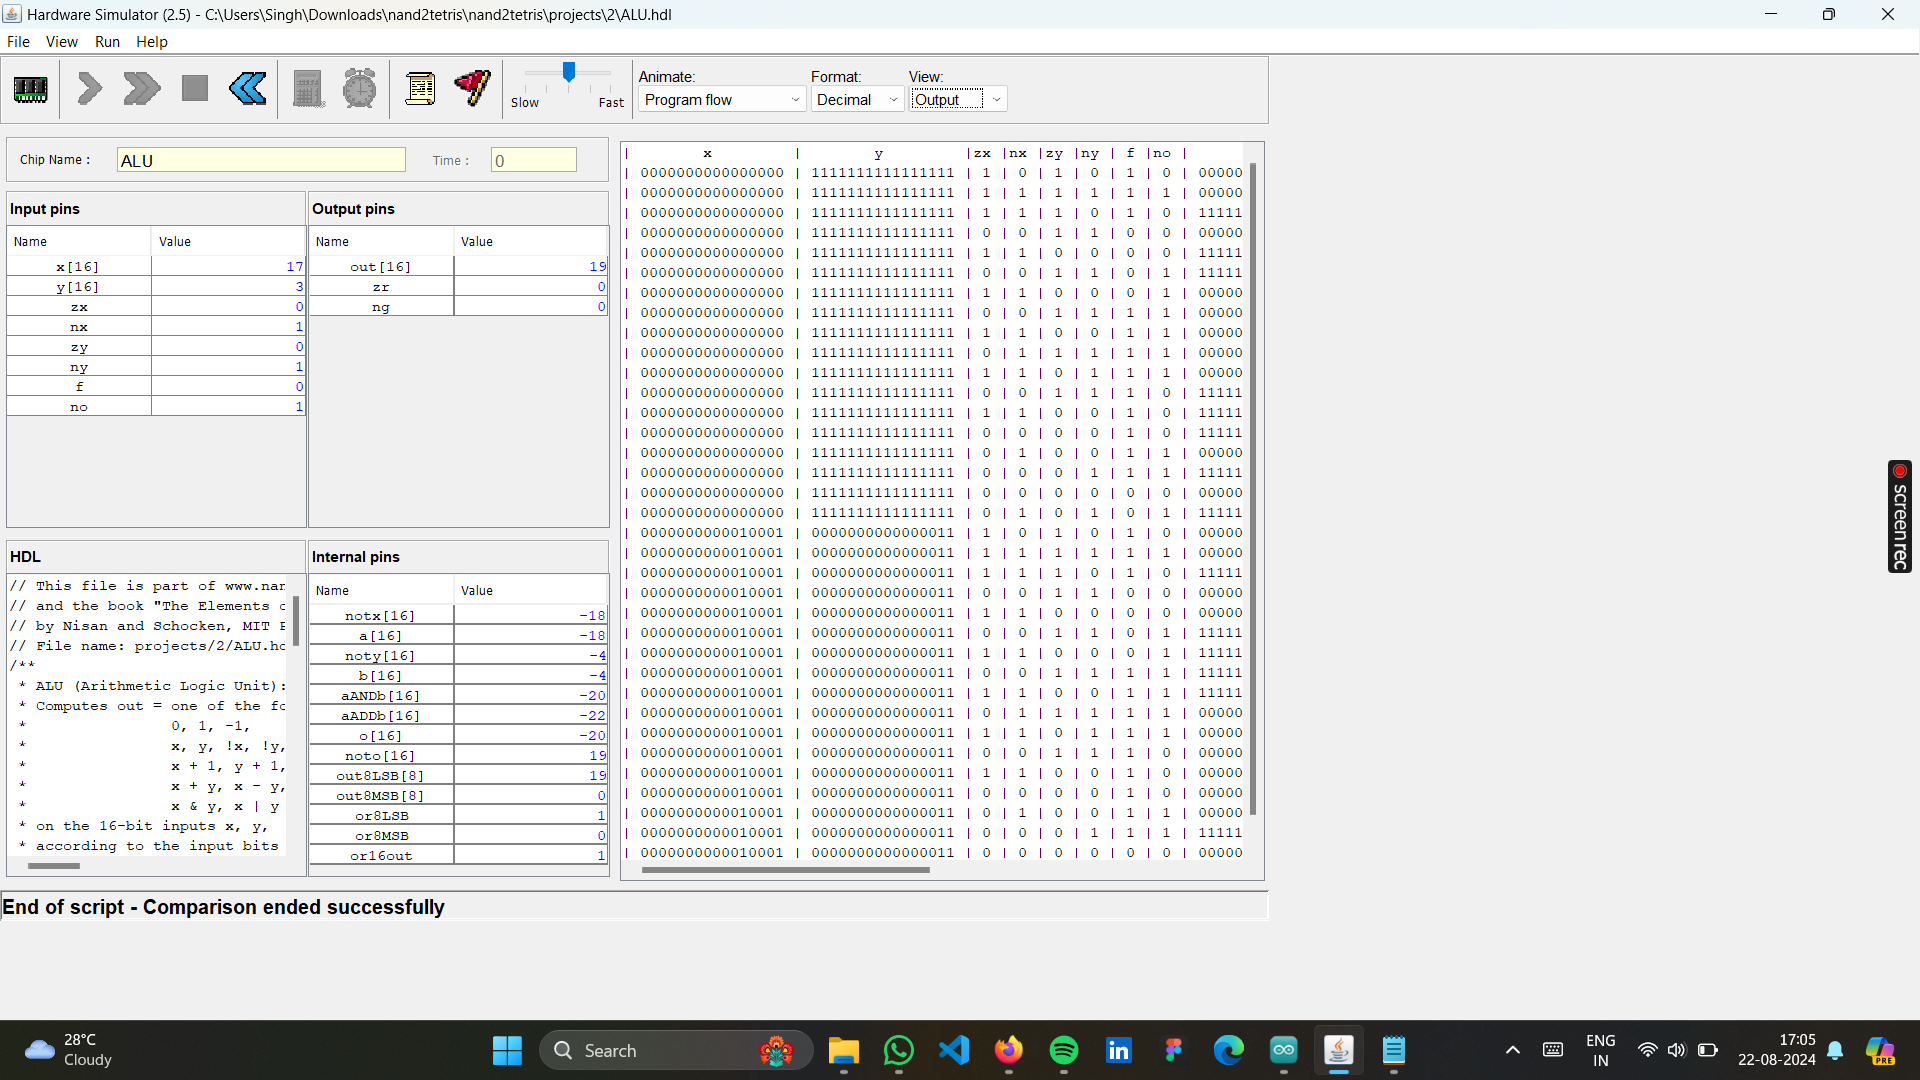 Hardware Simulator (2.5) - C:\Users\Singh\Downloads\nand2tetris\nand2tetris\projects\2\ALU.hdl
File View Run Help
Slow Fast
Animate: Format: View:
Program flow Decimal Output
Chip Name : ALU Time : 0
Input pins
Name Value
x[16] 17
y[16] 3
zx 0
nx 1
zy 0
ny 1
f 0
no 1
Output pins
Name Value
out[16] 19
zr 0
ng 0
HDL
// This file is part of www.nan
// and the book "The Elements o
// by Nisan and Schocken, MIT P
// File name: projects/2/ALU.hd
/**
* ALU (Arithmetic Logic Unit):
* Computes out = one of the fo
* 0, 1, -1,
* x, y, !x, !y,
* x + 1, y + 1,
* x + y, x - y,
* x & y, x | y
* on the 16-bit inputs x, y,
* according to the input bits
Internal pins
Name Value
notx[16] -18
a[16] -18
noty[16] -4
b[16] -4
aANDb[16] -20
aADDb[16] -22
o[16] -20
noto[16] 19
out8LSB[8] 19
out8MSB[8] 0
or8LSB 1
or8MSB 0
or16out 1
| x | y |zx |nx |zy |ny | f |no |
| 0000000000000000 | 1111111111111111 | 1 | 0 | 1 | 0 | 1 | 0 | 00000
| 0000000000000000 | 1111111111111111 | 1 | 1 | 1 | 1 | 1 | 1 | 00000
| 0000000000000000 | 1111111111111111 | 1 | 1 | 1 | 0 | 1 | 0 | 11111
| 0000000000000000 | 1111111111111111 | 0 | 0 | 1 | 1 | 0 | 0 | 00000
| 0000000000000000 | 1111111111111111 | 1 | 1 | 0 | 0 | 0 | 0 | 11111
| 0000000000000000 | 1111111111111111 | 0 | 0 | 1 | 1 | 0 | 1 | 11111
| 0000000000000000 | 1111111111111111 | 1 | 1 | 0 | 0 | 0 | 1 | 00000
| 0000000000000000 | 1111111111111111 | 0 | 0 | 1 | 1 | 1 | 1 | 00000
| 0000000000000000 | 1111111111111111 | 1 | 1 | 0 | 0 | 1 | 1 | 00000
| 0000000000000000 | 1111111111111111 | 0 | 1 | 1 | 1 | 1 | 1 | 00000
| 0000000000000000 | 1111111111111111 | 1 | 1 | 0 | 1 | 1 | 1 | 00000
| 0000000000000000 | 1111111111111111 | 0 | 0 | 1 | 1 | 1 | 0 | 11111
| 0000000000000000 | 1111111111111111 | 1 | 1 | 0 | 0 | 1 | 0 | 11111
| 0000000000000000 | 1111111111111111 | 0 | 0 | 0 | 0 | 1 | 0 | 11111
| 0000000000000000 | 1111111111111111 | 0 | 1 | 0 | 0 | 1 | 1 | 00000
| 0000000000000000 | 1111111111111111 | 0 | 0 | 0 | 1 | 1 | 1 | 11111
| 0000000000000000 | 1111111111111111 | 0 | 0 | 0 | 0 | 0 | 0 | 00000
| 0000000000000000 | 1111111111111111 | 0 | 1 | 0 | 1 | 0 | 1 | 11111
| 0000000000010001 | 0000000000000011 | 1 | 0 | 1 | 0 | 1 | 0 | 00000
| 0000000000010001 | 0000000000000011 | 1 | 1 | 1 | 1 | 1 | 1 | 00000
| 0000000000010001 | 0000000000000011 | 1 | 1 | 1 | 0 | 1 | 0 | 11111
| 0000000000010001 | 0000000000000011 | 0 | 0 | 1 | 1 | 0 | 0 | 00000
| 0000000000010001 | 0000000000000011 | 1 | 1 | 0 | 0 | 0 | 0 | 00000
| 0000000000010001 | 0000000000000011 | 0 | 0 | 1 | 1 | 0 | 1 | 11111
| 0000000000010001 | 0000000000000011 | 1 | 1 | 0 | 0 | 0 | 1 | 11111
| 0000000000010001 | 0000000000000011 | 0 | 0 | 1 | 1 | 1 | 1 | 11111
| 0000000000010001 | 0000000000000011 | 1 | 1 | 0 | 0 | 1 | 1 | 11111
| 0000000000010001 | 0000000000000011 | 0 | 1 | 1 | 1 | 1 | 1 | 00000
| 0000000000010001 | 0000000000000011 | 1 | 1 | 0 | 1 | 1 | 1 | 00000
| 0000000000010001 | 0000000000000011 | 0 | 0 | 1 | 1 | 1 | 0 | 00000
| 0000000000010001 | 0000000000000011 | 1 | 1 | 0 | 0 | 1 | 0 | 00000
| 0000000000010001 | 0000000000000011 | 0 | 0 | 0 | 0 | 1 | 0 | 00000
| 0000000000010001 | 0000000000000011 | 0 | 1 | 0 | 0 | 1 | 1 | 00000
| 0000000000010001 | 0000000000000011 | 0 | 0 | 0 | 1 | 1 | 1 | 11111
| 0000000000010001 | 0000000000000011 | 0 | 0 | 0 | 0 | 0 | 0 | 00000
End of script - Comparison ended successfully
screenrec
28°C
Cloudy
Search
ENG
IN
17:05
22-08-2024
PRE